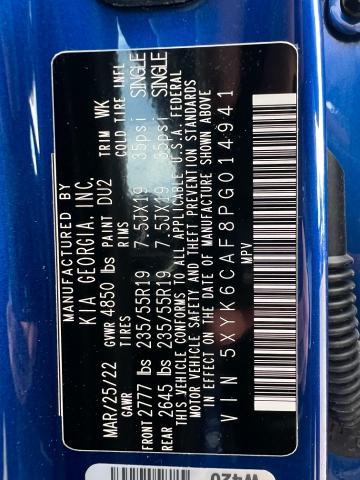 MANUFACTURED BY
KIA GEORGIA, INC.
MAR/25/22 GVWR 4850 lbs PAINT DU2 TRIM WK
GAWR TIRES RIMS COLD TIRE INFL
FRONT 2777 lbs 235/55R19 7.5JX19 35psi SINGLE
REAR 2645 lbs 235/55R19 7.5JX19 35psi SINGLE
THIS VEHICLE CONFORMS TO ALL APPLICABLE U.S.A. FEDERAL
MOTOR VEHICLE SAFETY AND THEFT PREVENTION STANDARDS
IN EFFECT ON THE DATE OF MANUFACTURE SHOWN ABOVE
VIN 5XYK6CAF8PG014941
MPV
W420